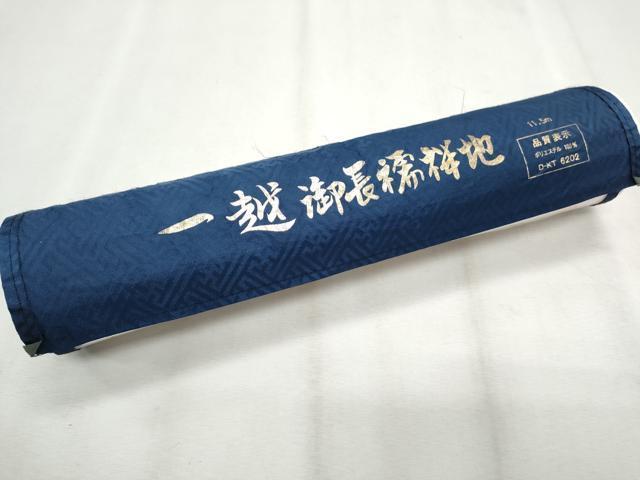 一越御長襦袢地
11.5m
品質表示
ポリエステル 100%
D-KT 6202